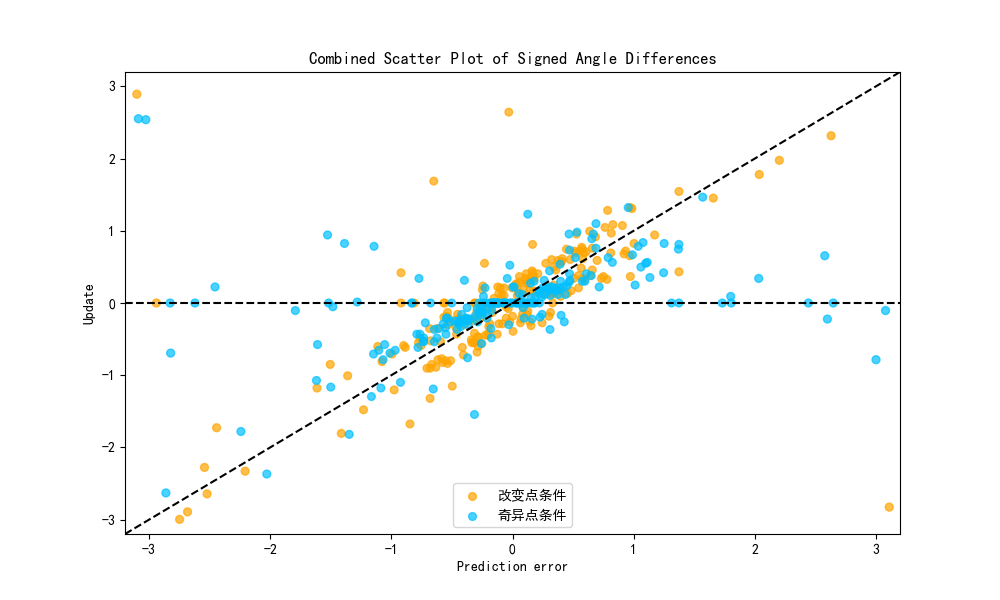 Combined Scatter Plot of Signed Angle Differences
3
2
1
0
−1
−2
−3
Update
改变点条件
奇异点条件
−3
−2
−1
0
1
2
3
Prediction error